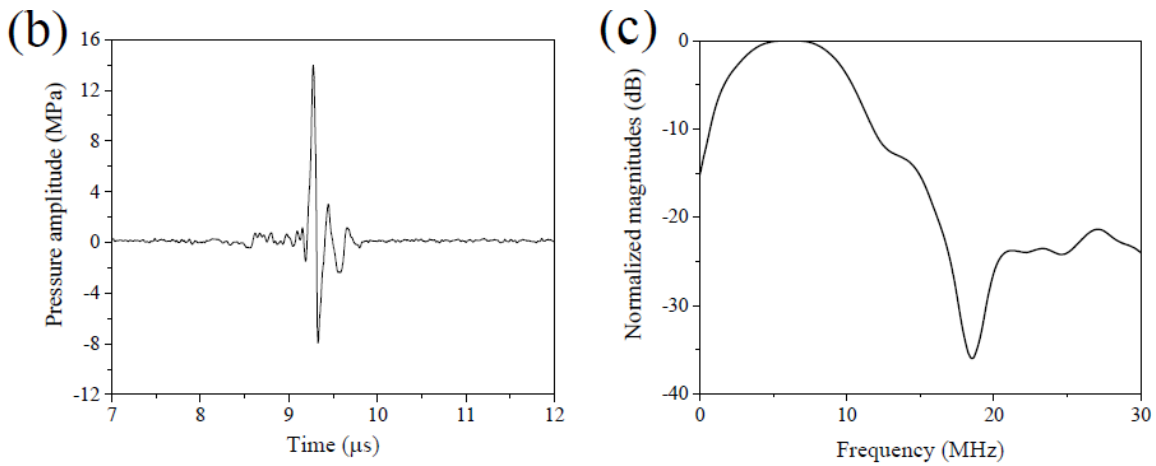 (b)
16
12
8
4
0
-4
-8
-12
Pressure amplitude (MPa)
7 8 9 10 11 12
Time (μs)
(c)
0
-10
-20
-30
-40
Normalized magnitudes (dB)
0 10 20 30
Frequency (MHz)